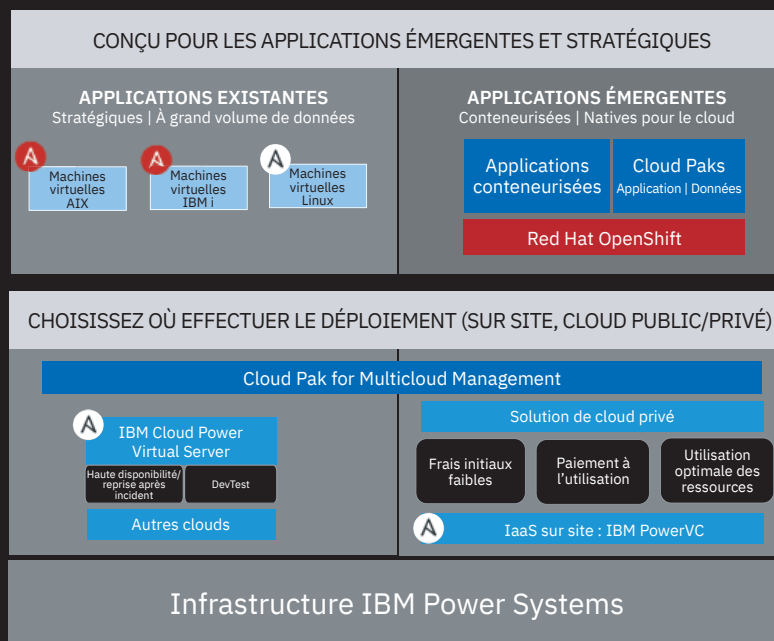 CONÇU POUR LES APPLICATIONS ÉMERGENTES ET STRATÉGIQUES
APPLICATIONS EXISTANTES
Stratégiques | À grand volume de données
Machines
virtuelles
AIX
Machines
virtuelles
IBM i
Machines
virtuelles
Linux
APPLICATIONS ÉMERGENTES
Conteneurisées | Natives pour le cloud
Applications
conteneurisées
Cloud Paks
Application | Données
Red Hat OpenShift
CHOISISSEZ OÙ EFFECTUER LE DÉPLOIEMENT (SUR SITE, CLOUD PUBLIC/PRIVÉ)
Cloud Pak for Multicloud Management
IBM Cloud Power
Virtual Server
Haute disponibilité/
reprise après
incident
DevTest
Autres clouds
Solution de cloud privé
Frais initiaux
faibles
Paiement à
l’utilisation
Utilisation
optimale des
ressources
IaaS sur site : IBM PowerVC
Infrastructure IBM Power Systems